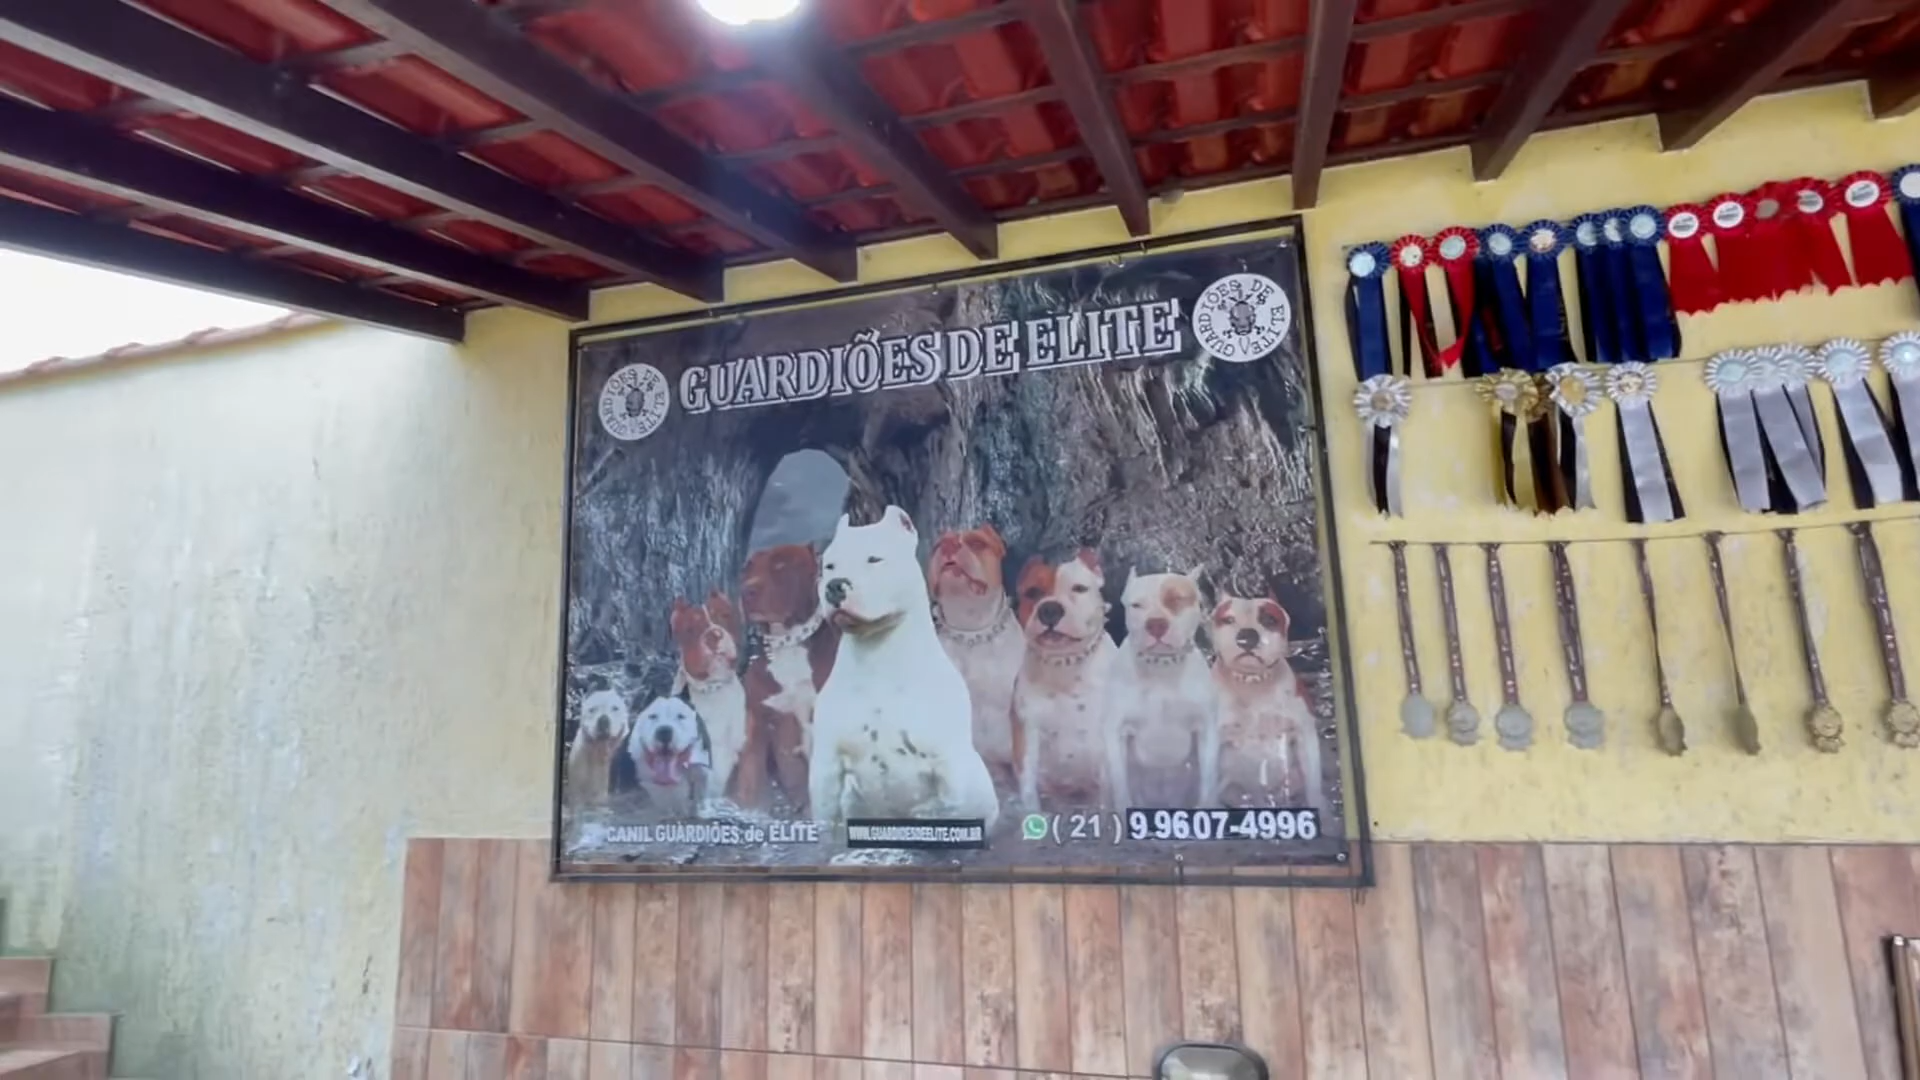 GUARDIÕES DE ELITE
GUARDIÕES DE ELITE
GUARDIÕES DE ELITE
CANIL GUARDIÕES de ELITE
WWW.GUARDIOESDEELITE.COM.BR
( 21 ) 9 9607-4996